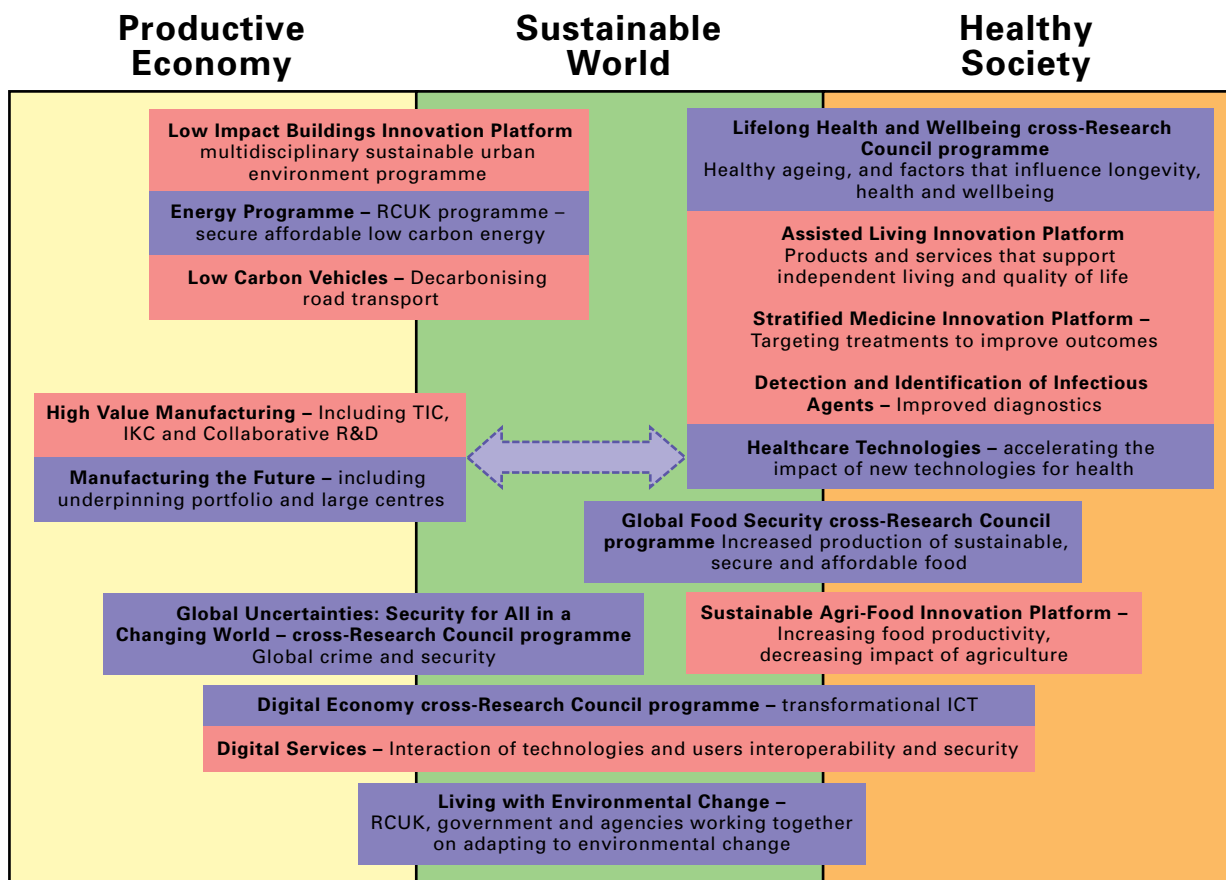 Productive
Economy
Sustainable
World
Healthy
Society
Low Impact Buildings Innovation Platform
multidisciplinary sustainable urban
environment programme
Energy Programme – RCUK programme –
secure affordable low carbon energy
Low Carbon Vehicles – Decarbonising
road transport
Lifelong Health and Wellbeing cross-Research
Council programme
Healthy ageing, and factors that influence longevity,
health and wellbeing
Assisted Living Innovation Platform
Products and services that support
independent living and quality of life
Stratified Medicine Innovation Platform –
Targeting treatments to improve outcomes
Detection and Identification of Infectious
Agents – Improved diagnostics
Healthcare Technologies – accelerating the
impact of new technologies for health
High Value Manufacturing – Including TIC,
IKC and Collaborative R&D
Manufacturing the Future – including
underpinning portfolio and large centres
Global Food Security cross-Research Council
programme Increased production of sustainable,
secure and affordable food
Global Uncertainties: Security for All in a
Changing World – cross-Research Council programme
Global crime and security
Sustainable Agri-Food Innovation Platform –
Increasing food productivity,
decreasing impact of agriculture
Digital Economy cross-Research Council programme – transformational ICT
Digital Services – Interaction of technologies and users interoperability and security
Living with Environmental Change –
RCUK, government and agencies working together
on adapting to environmental change